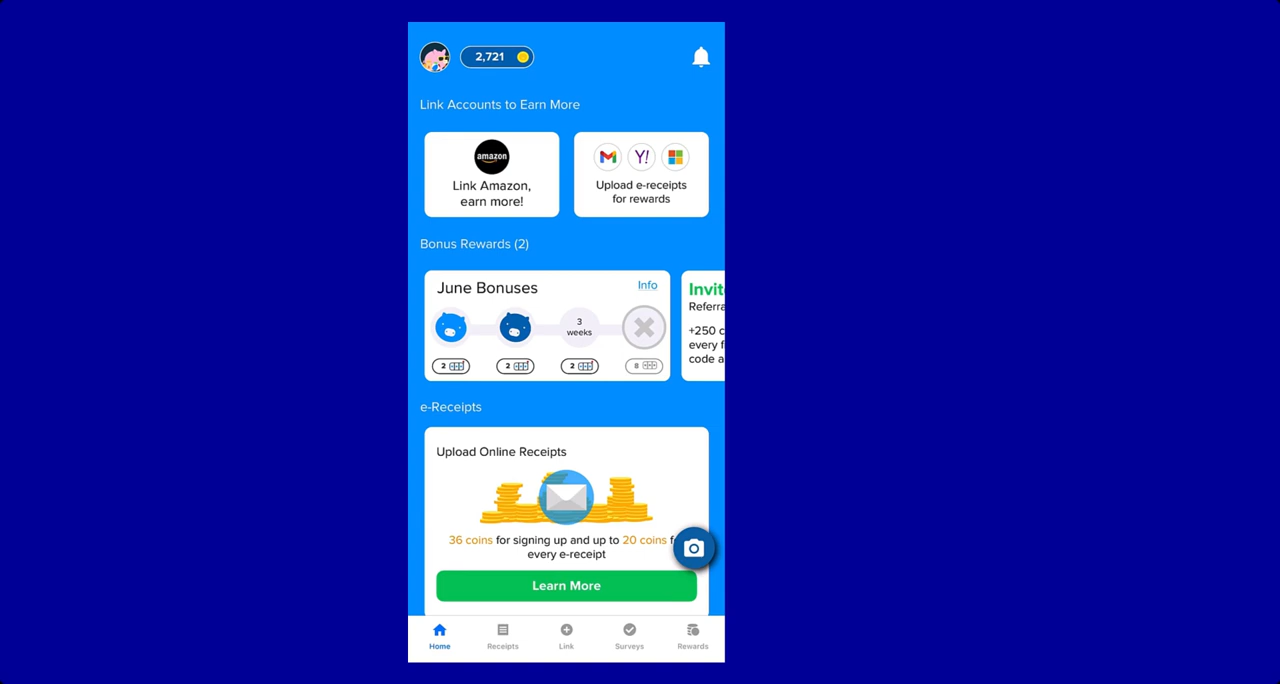 2,721
Link Accounts to Earn More
amazon
Link Amazon,
earn more!
Y!
Upload e-receipts
for rewards
Bonus Rewards (2)
June Bonuses
Info
3
weeks
2
2
2
8
Referra
+250 c
every f
code a
e-Receipts
Upload Online Receipts
36 coins for signing up and up to 20 coins
every e-receipt
Learn More
Home
Receipts
Link
Surveys
Rewards